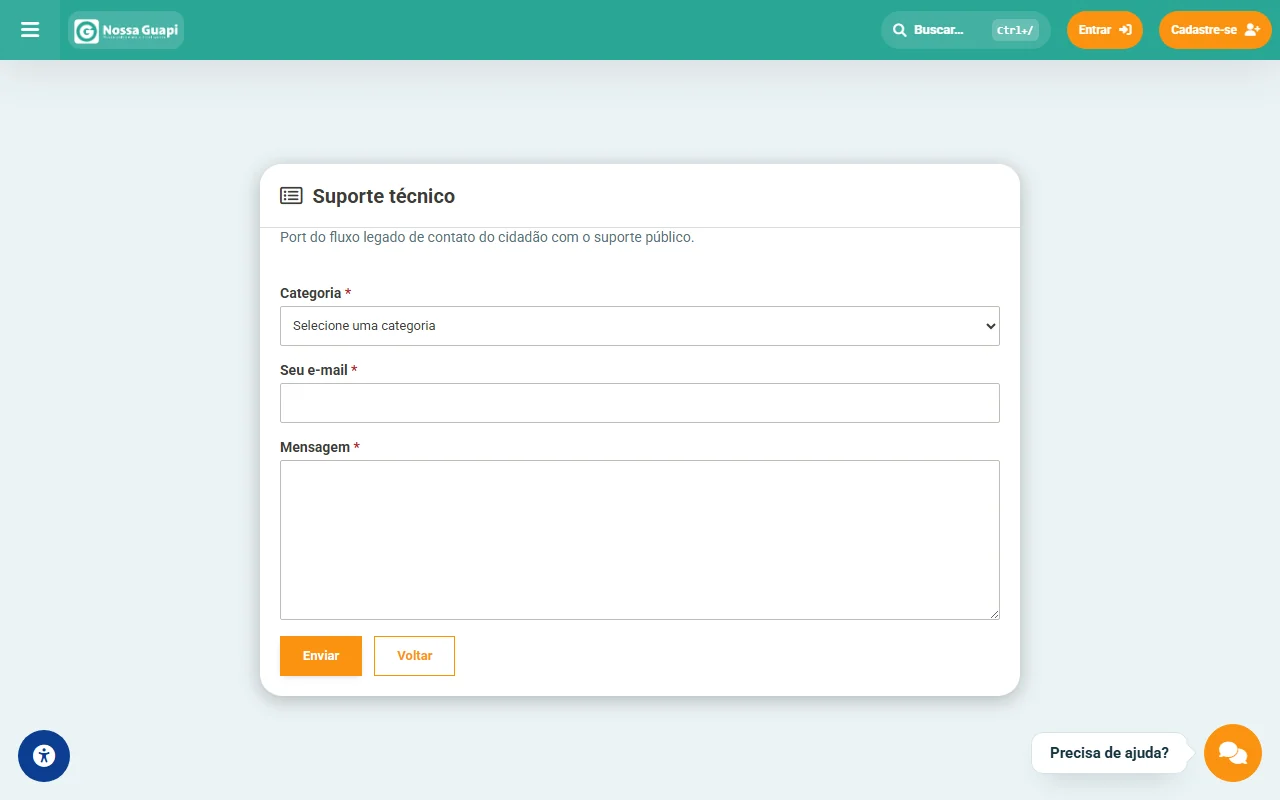 Nossa Guapi
Buscar...
Ctrl+/
Entrar
Cadastre-se
Suporte técnico
Port do fluxo legado de contato do cidadão com o suporte público.
Categoria *
Selecione uma categoria
Seu e-mail *
Mensagem *
Enviar
Voltar
Precisa de ajuda?